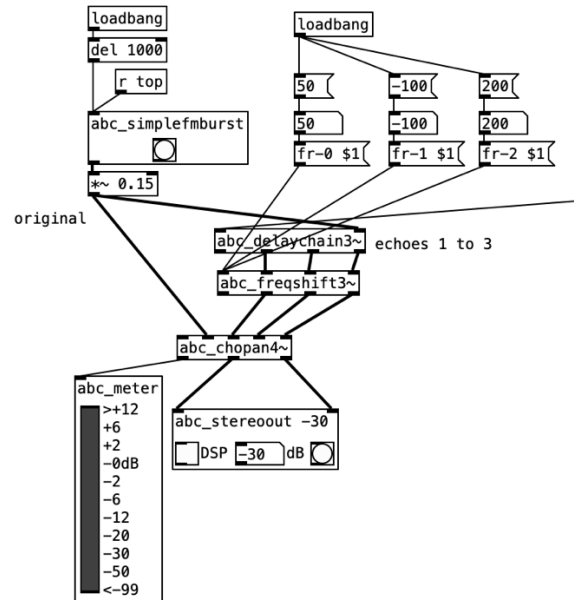 loadbang
loadbang
del 1000
r top
50
-100
200
abc_simplefmburst
50
-100
200
fr-0 $1
fr-1 $1
fr-2 $1
*~ 0.15
original
abc_delaychain3~
echoes 1 to 3
abc_freqshift3~
abc_chopan4~
abc_meter
>+12
+6
+2
-0dB
-2
-6
-12
-20
-30
-50
<-99
abc_stereoout -30
DSP
-30
dB